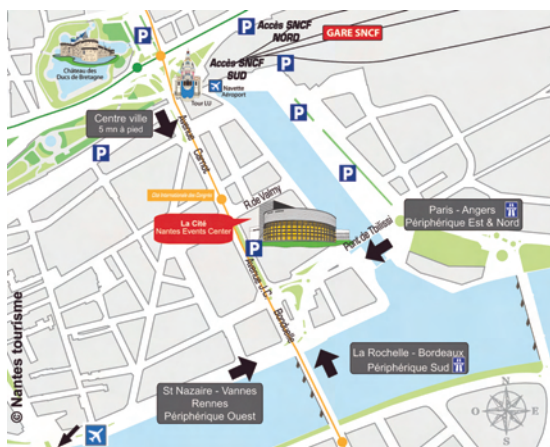 Accès SNCF
NORD
GARE SNCF
Château des
Ducs de Bretagne
Accès SNCF
SUD
Navette
Aéroport
Tour LU
Centre ville
5 mn à pied
Avenue Carnot
R.de Valmy
La Cité
Nantes Events Center
Paris - Angers
Périphérique Est & Nord
Pont de Tbilissi
Avenue J.C. Bonduelle
La Rochelle - Bordeaux
Périphérique Sud
St Nazaire - Vannes
Rennes
Périphérique Ouest
© Nantes tourisme
P
P
P
P
P
P
P
P
N
O
E
S